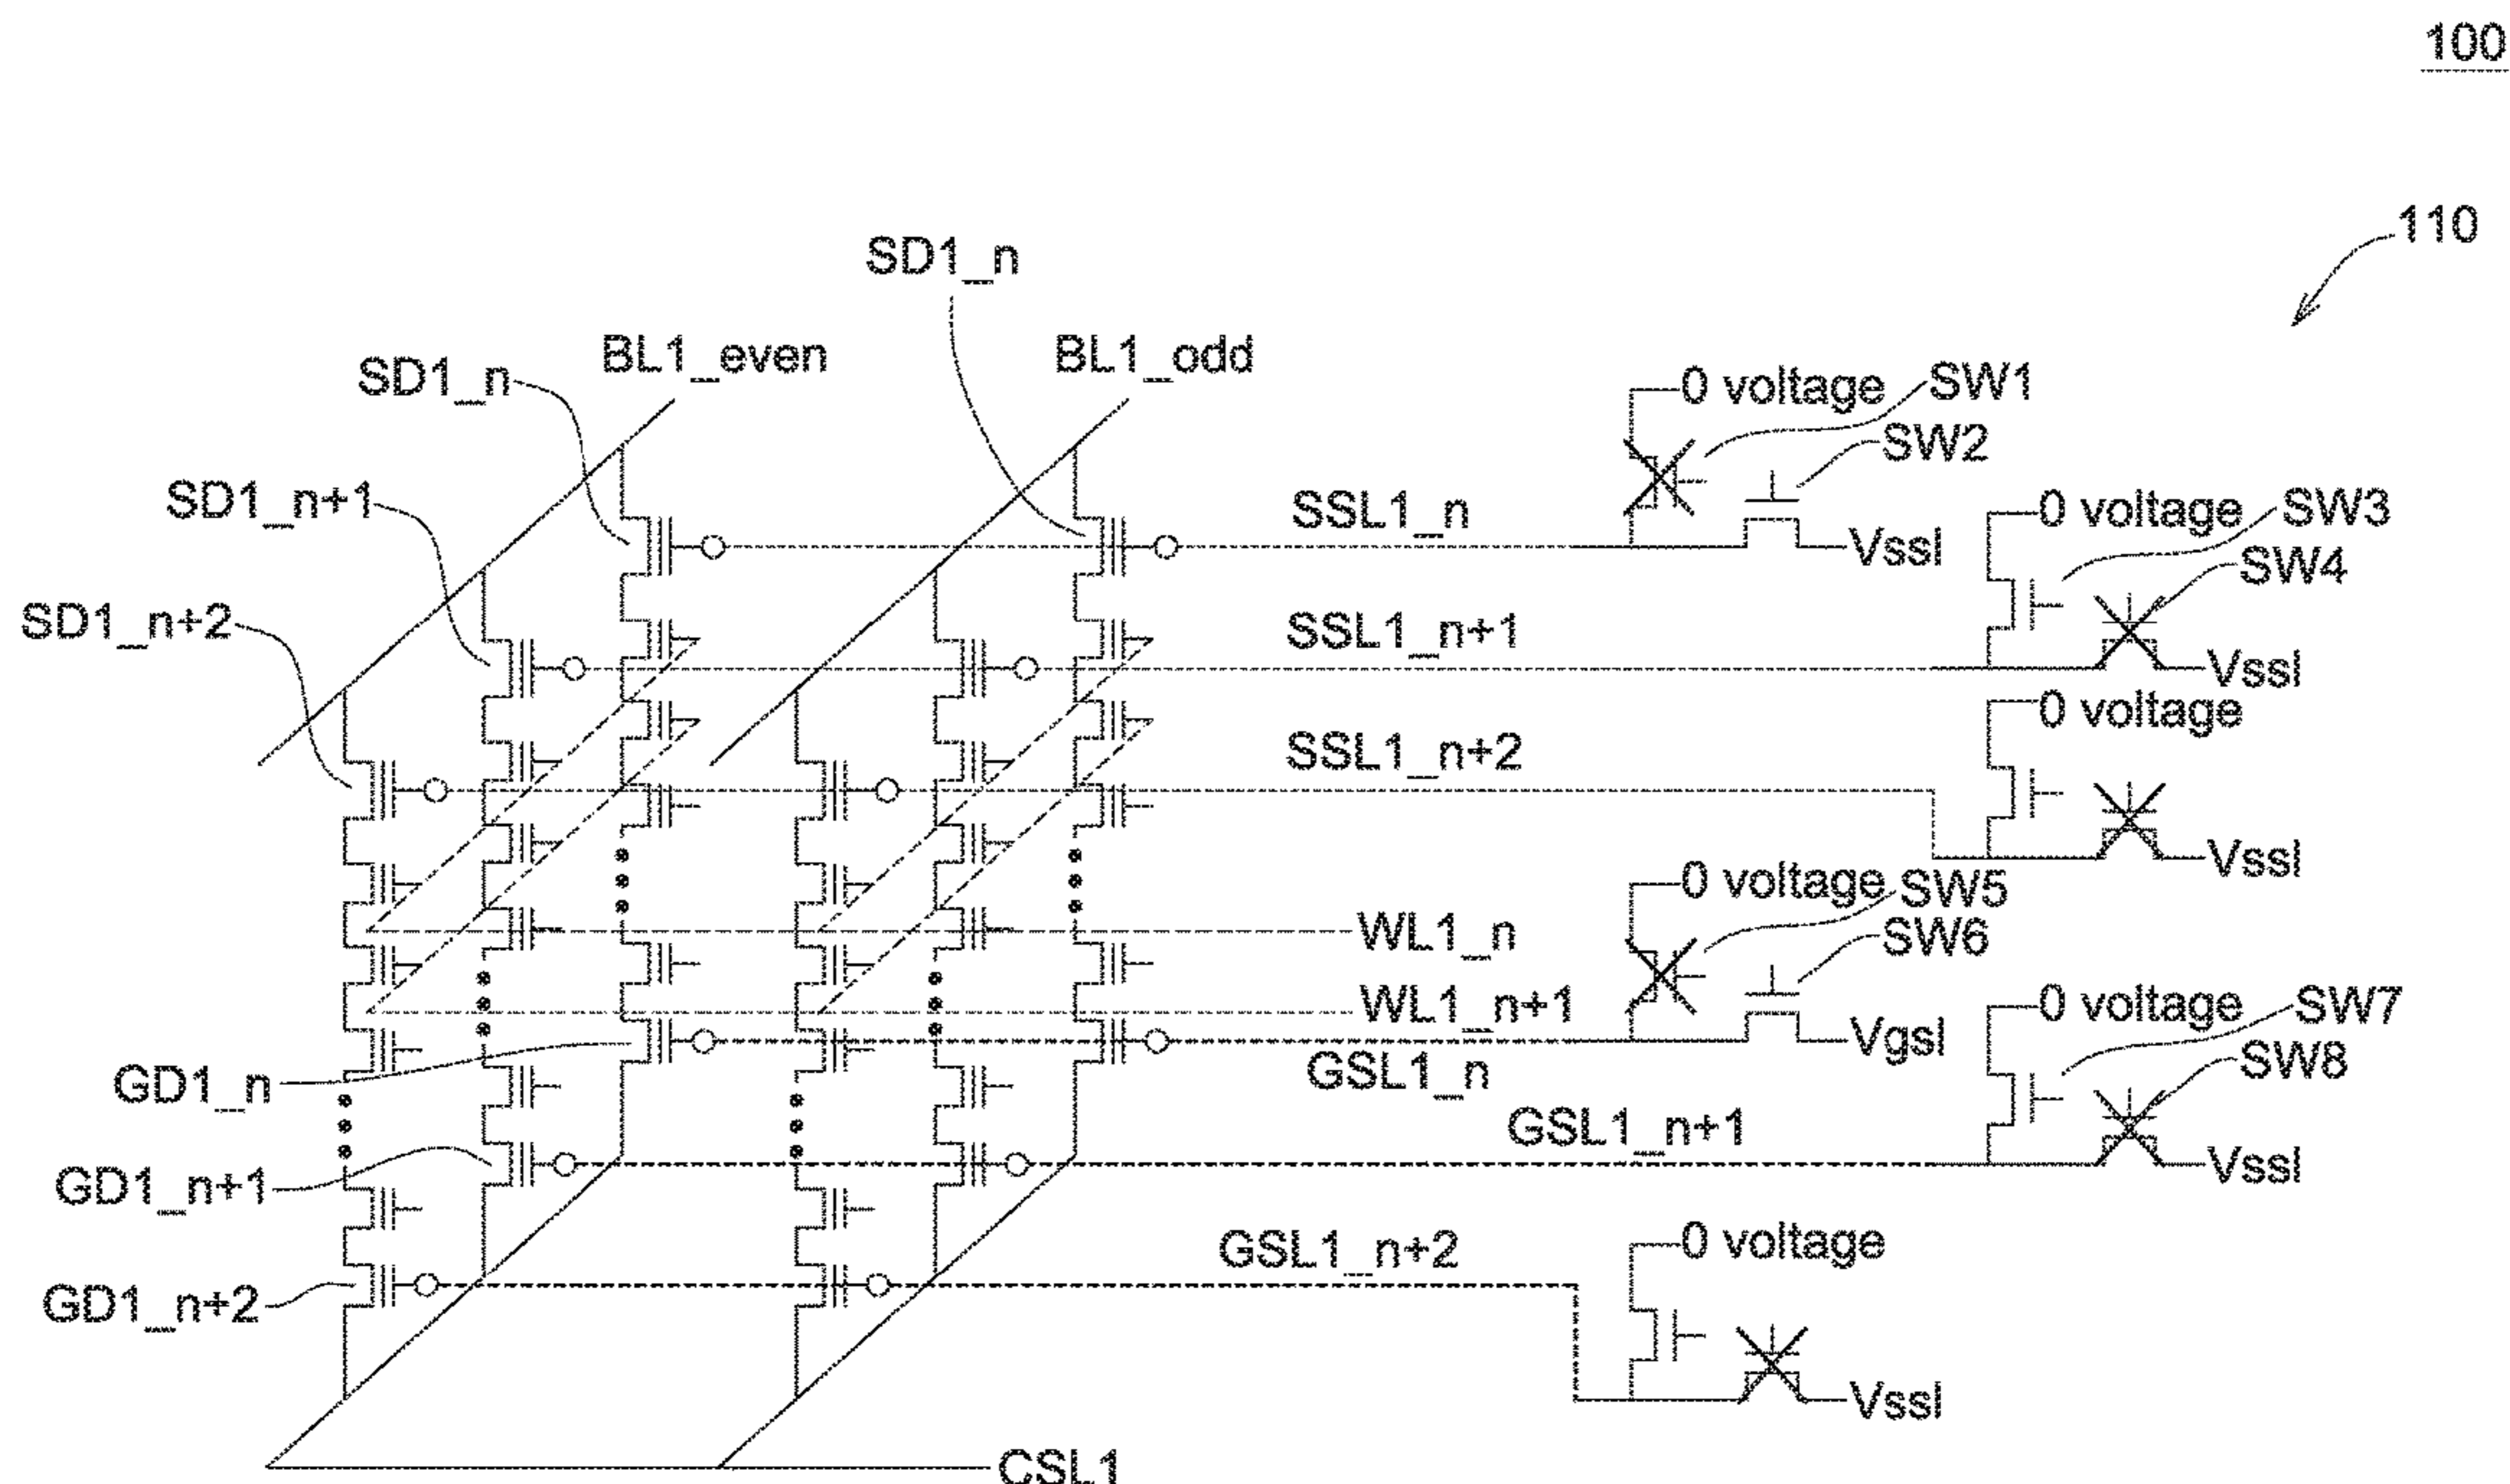 100
110
SD1_n
BL1_even
BL1_odd
SD1_n
0 voltage
SW1
SW2
SD1_n+1
SSL1_n
0 voltage
SW3
Vssl
SW4
SD1_n+2
SSL1_n+1
Vssl
0 voltage
SSL1_n+2
Vssl
0 voltage
SW5
WL1_n
SW6
WL1_n+1
0 voltage
SW7
Vgsl
SW8
GSL1_n
GD1_n
GSL1_n+1
Vssl
GD1_n+1
GSL1_n+2
0 voltage
GD1_n+2
Vssl
CSL1